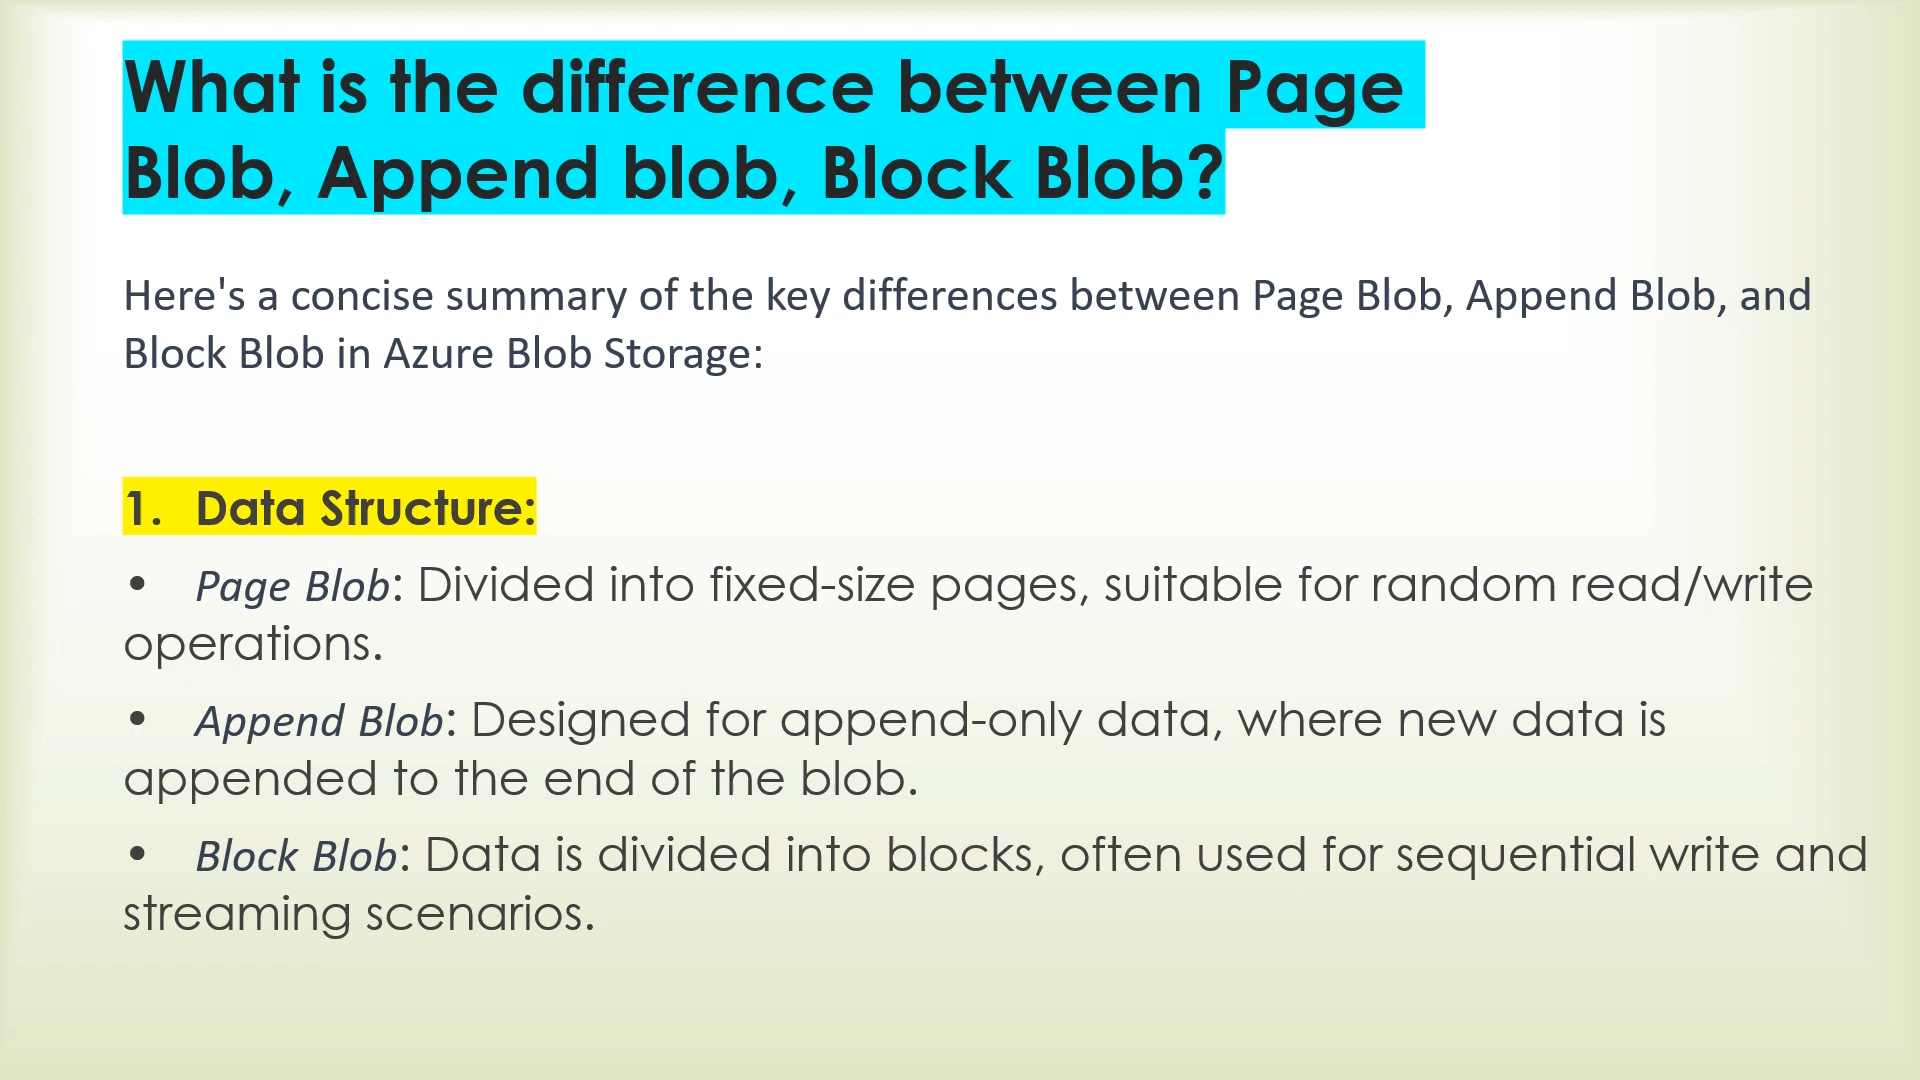 What is the difference between Page
Blob, Append blob, Block Blob?
Here's a concise summary of the key differences between Page Blob, Append Blob, and
Block Blob in Azure Blob Storage:
1. Data Structure:
• Page Blob: Divided into fixed-size pages, suitable for random read/write
operations.
• Append Blob: Designed for append-only data, where new data is
appended to the end of the blob.
• Block Blob: Data is divided into blocks, often used for sequential write and
streaming scenarios.